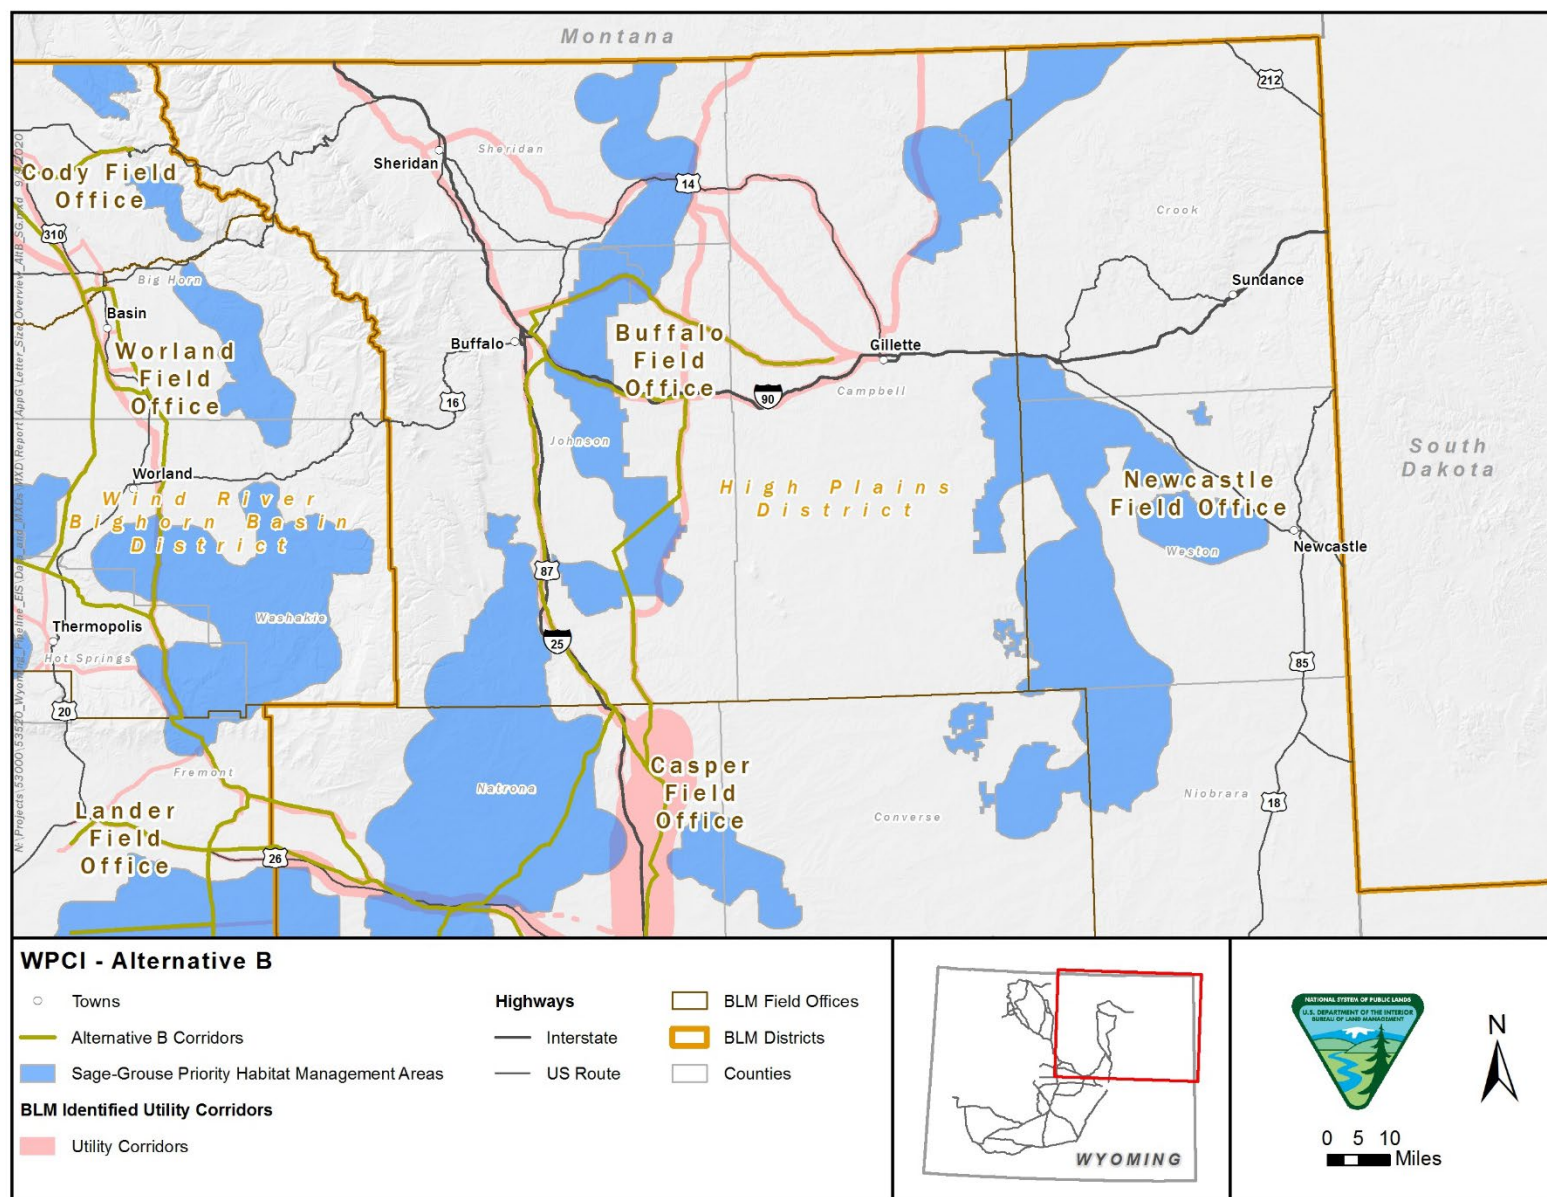 Montana
212
Sheridan
Sheridan
Cody Field
Office
14
310
Crook
Big Horn
Sundance
Basin
Buffalo
Buffalo
Field
Office
Gillette
Worland
Field
Office
16
90
Campbell
Johnson
South
Dakota
Worland
Wind River
Bighorn Basin
District
High Plains
District
Newcastle
Field Office
Weston
Newcastle
87
Washakie
Thermopolis
Hot Springs
25
85
20
Casper
Field
Office
Fremont
Natrona
Niobrara
18
Lander
Field
Office
Converse
26
WPCI - Alternative B
Towns
Alternative B Corridors
Sage-Grouse Priority Habitat Management Areas
BLM Identified Utility Corridors
Utility Corridors
Highways
Interstate
US Route
BLM Field Offices
BLM Districts
Counties
WYOMING
NATIONAL SYSTEM OF PUBLIC LANDS
U.S. DEPARTMENT OF THE INTERIOR
BUREAU OF LAND MANAGEMENT
N
0 5 10
Miles